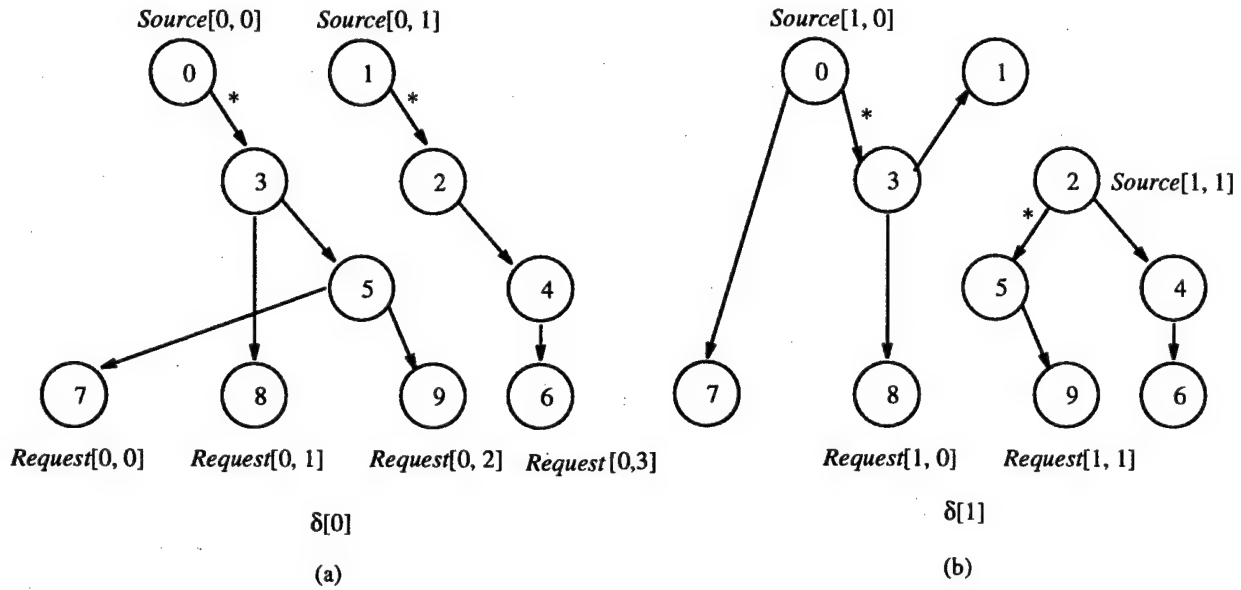 Source[0, 0] Source[0, 1] Source[1, 0]
0 1 0 1
* * *
3 2 3 2 Source[1, 1]
*
5 4 5 4
7 8 9 6 7 8 9 6
Request[0, 0] Request[0, 1] Request[0, 2] Request[0,3] Request[1, 0] Request[1, 1]
δ[0] δ[1]
(a) (b)